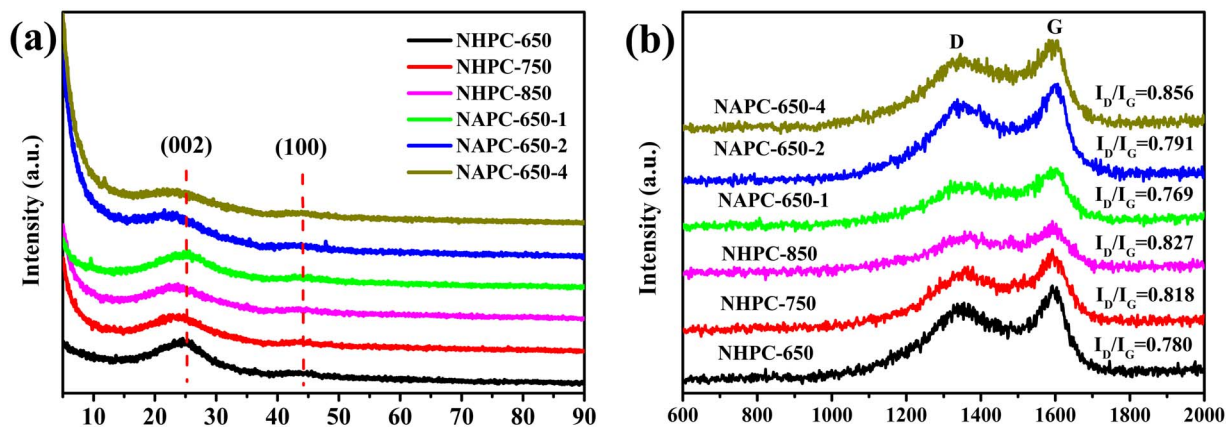 (a)
NHPC-650
NHPC-750
NHPC-850
NAPC-650-1
NAPC-650-2
NAPC-650-4
(002)
(100)
Intensity (a.u.)
10 20 30 40 50 60 70 80 90
(b)
D
G
NAPC-650-4
I_D/I_G=0.856
NAPC-650-2
I_D/I_G=0.791
NAPC-650-1
I_D/I_G=0.769
NHPC-850
I_D/I_G=0.827
NHPC-750
I_D/I_G=0.818
NHPC-650
I_D/I_G=0.780
Intensity (a.u.)
600 800 1000 1200 1400 1600 1800 2000